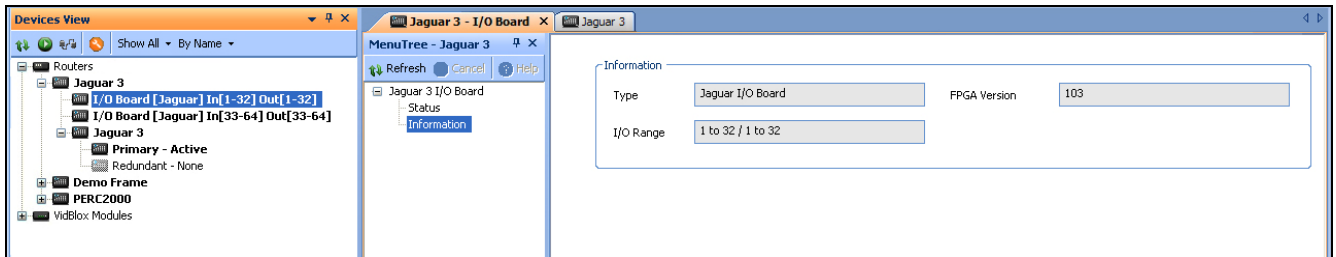 Devices View
Show All By Name
Routers
Jaguar 3
I/O Board [Jaguar] In[1-32] Out[1-32]
I/O Board [Jaguar] In[33-64] Out[33-64]
Jaguar 3
Primary - Active
Redundant - None
Demo Frame
PERC2000
VidBlox Modules
Jaguar 3 - I/O Board X Jaguar 3
MenuTree - Jaguar 3
Refresh Cancel ? Help
Jaguar 3 I/O Board
Status
Information
Information
Type Jaguar I/O Board FPGA Version 103
I/O Range 1 to 32 / 1 to 32